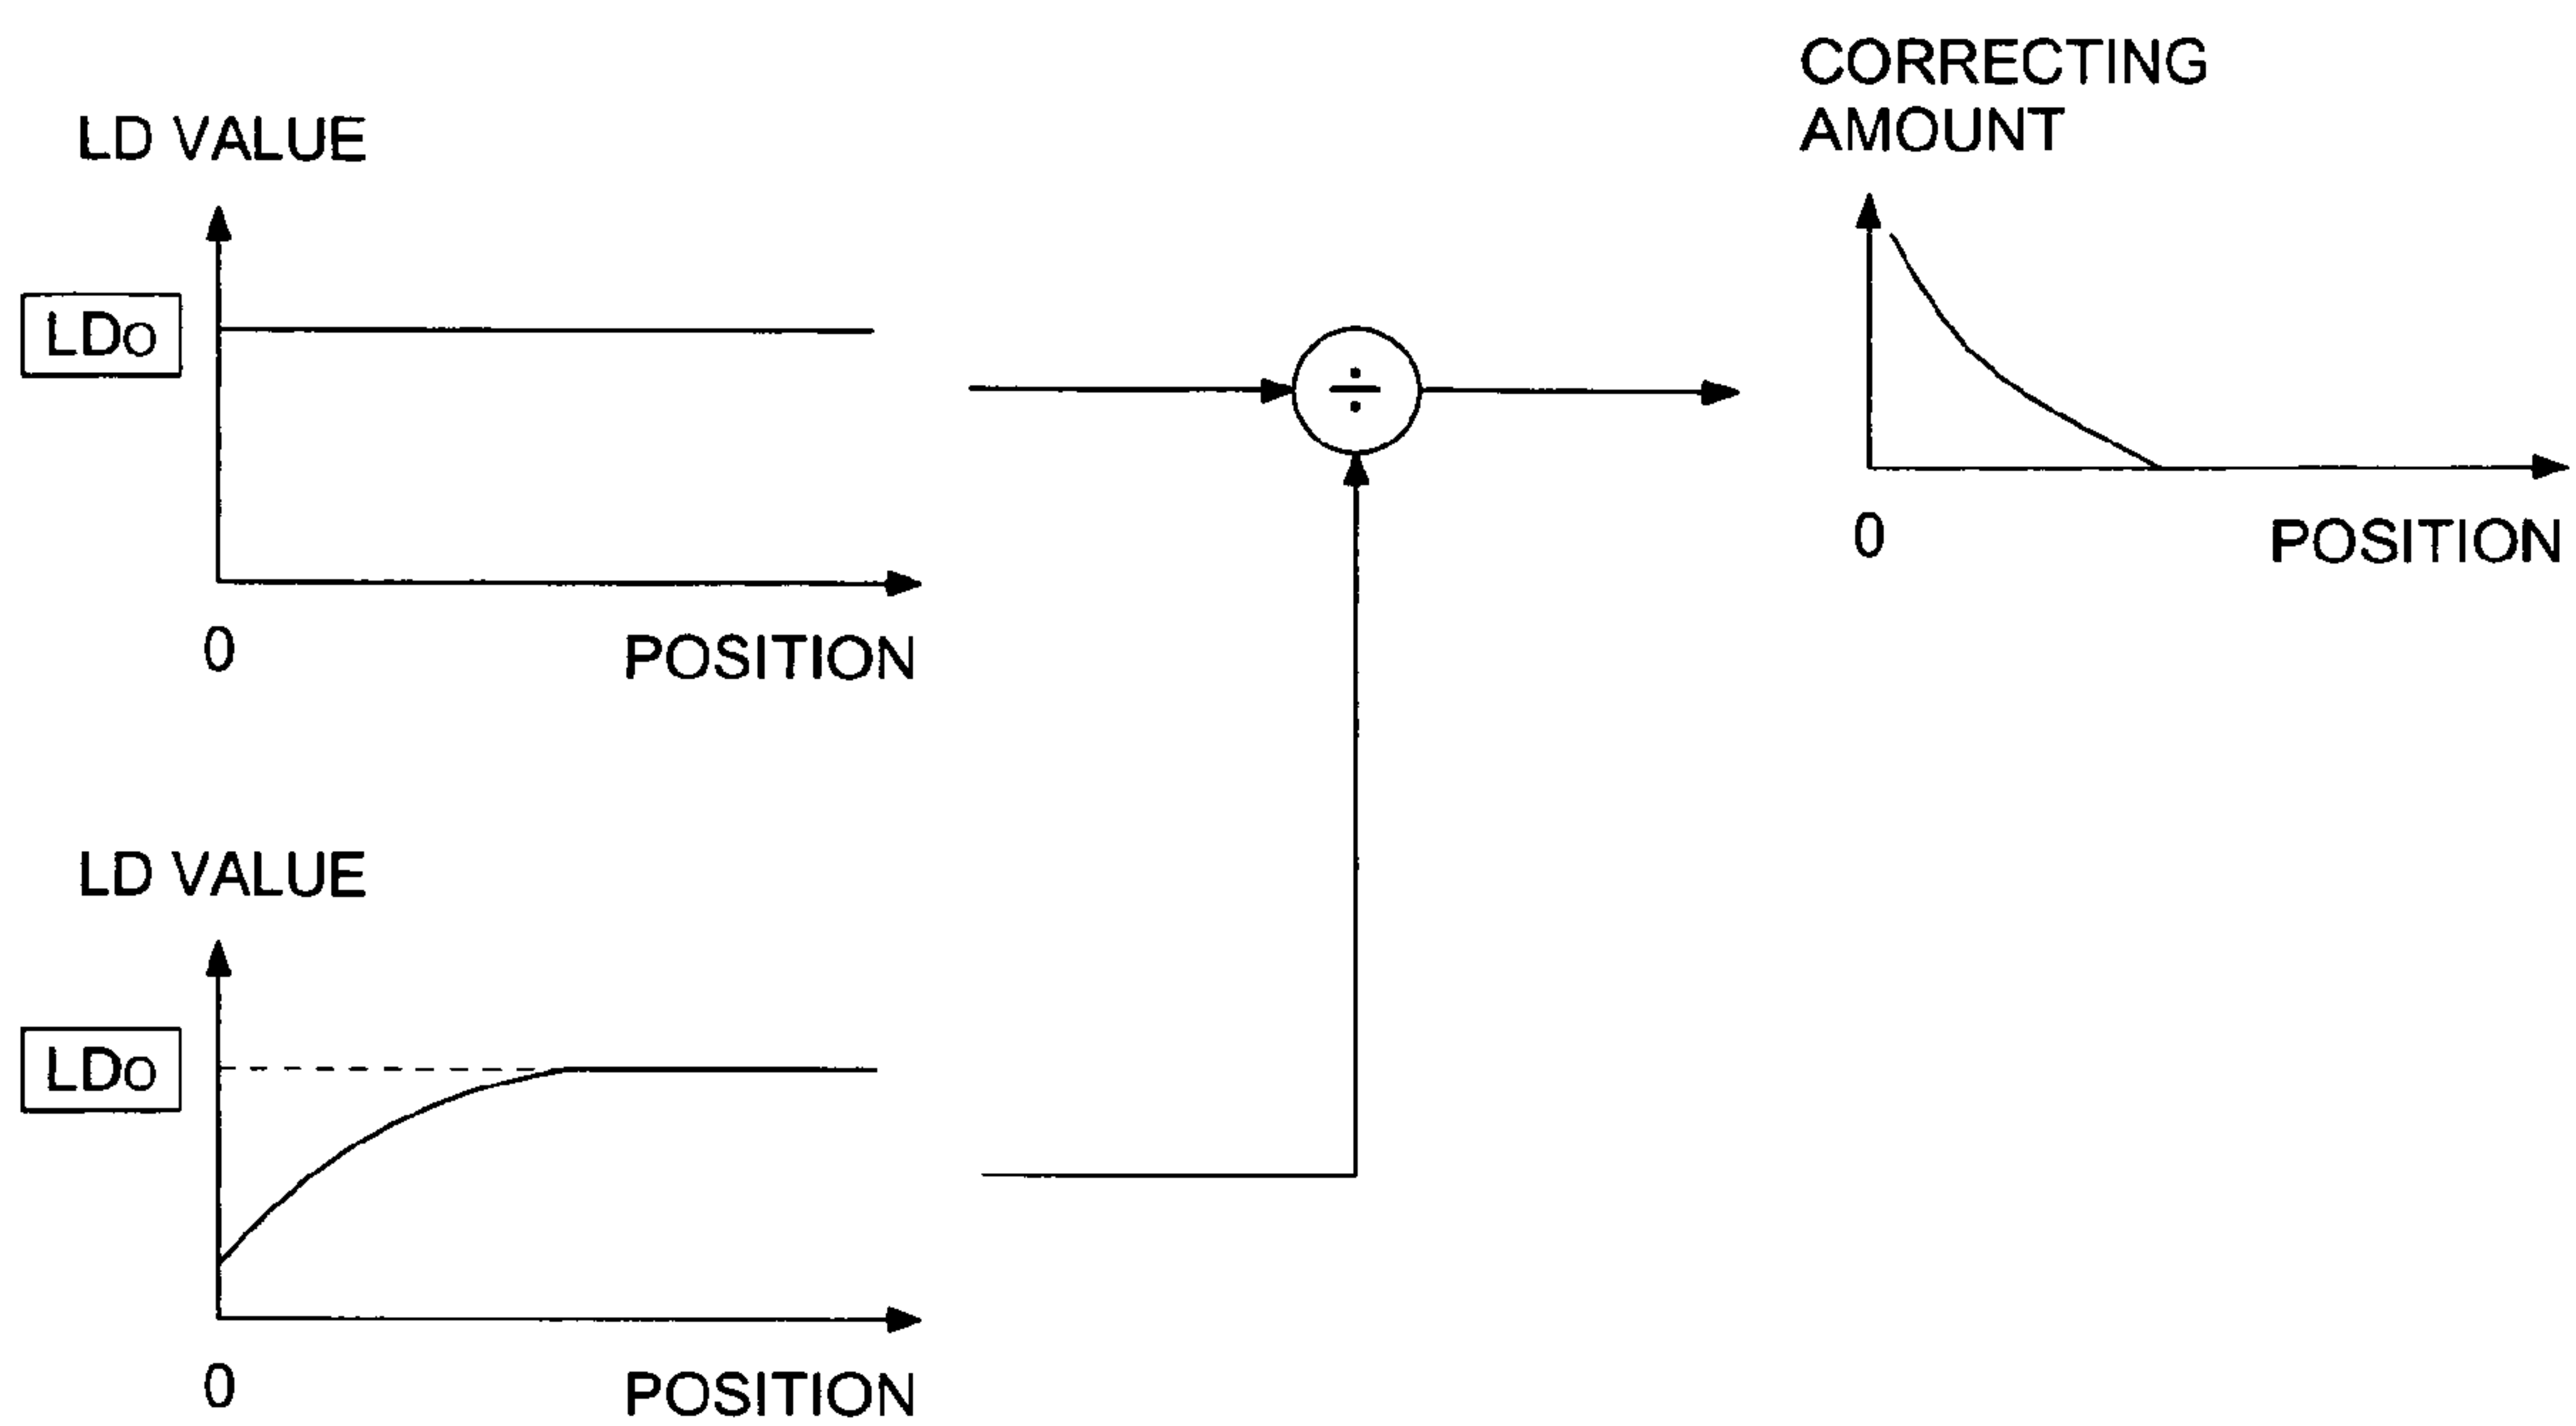 LD VALUE
LDo
0
POSITION
÷
CORRECTING
AMOUNT
0
POSITION
LD VALUE
LDo
0
POSITION